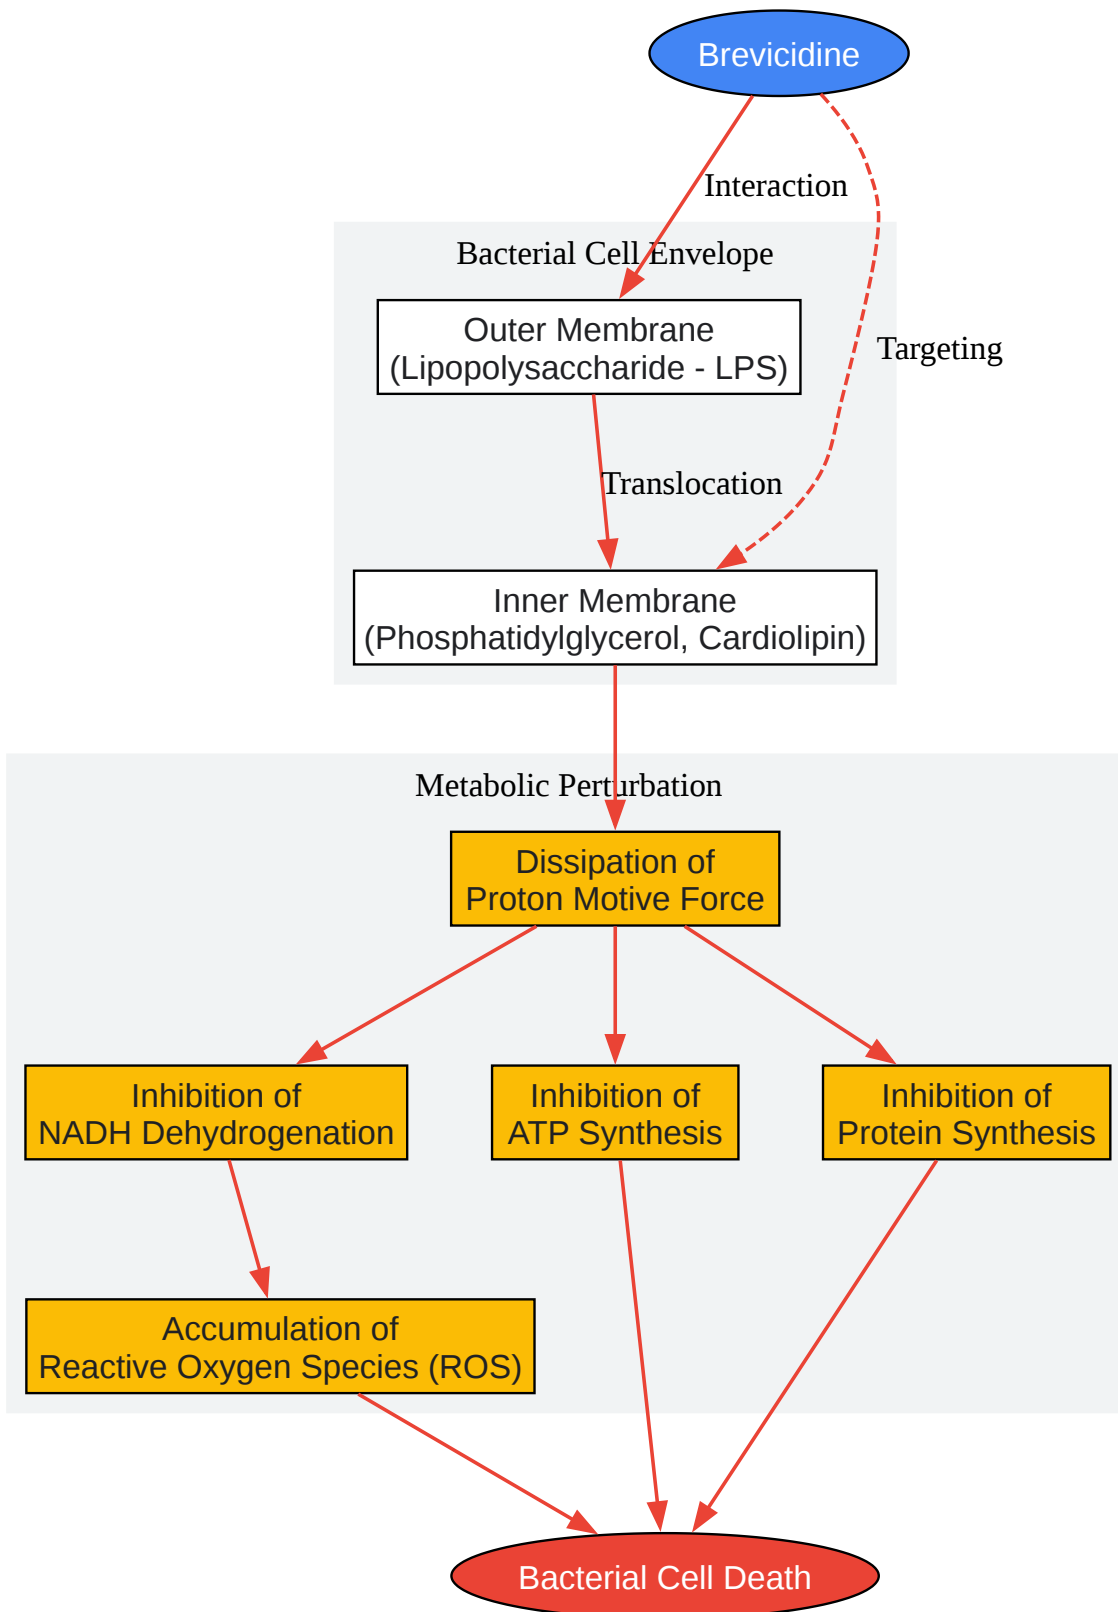 Brevicidine
Interaction
Bacterial Cell Envelope
Outer Membrane
(Lipopolysaccharide - LPS)
Targeting
Translocation
Inner Membrane
(Phosphatidylglycerol, Cardiolipin)
Metabolic Perturbation
Dissipation of
Proton Motive Force
Inhibition of
NADH Dehydrogenation
Inhibition of
ATP Synthesis
Inhibition of
Protein Synthesis
Accumulation of
Reactive Oxygen Species (ROS)
Bacterial Cell Death